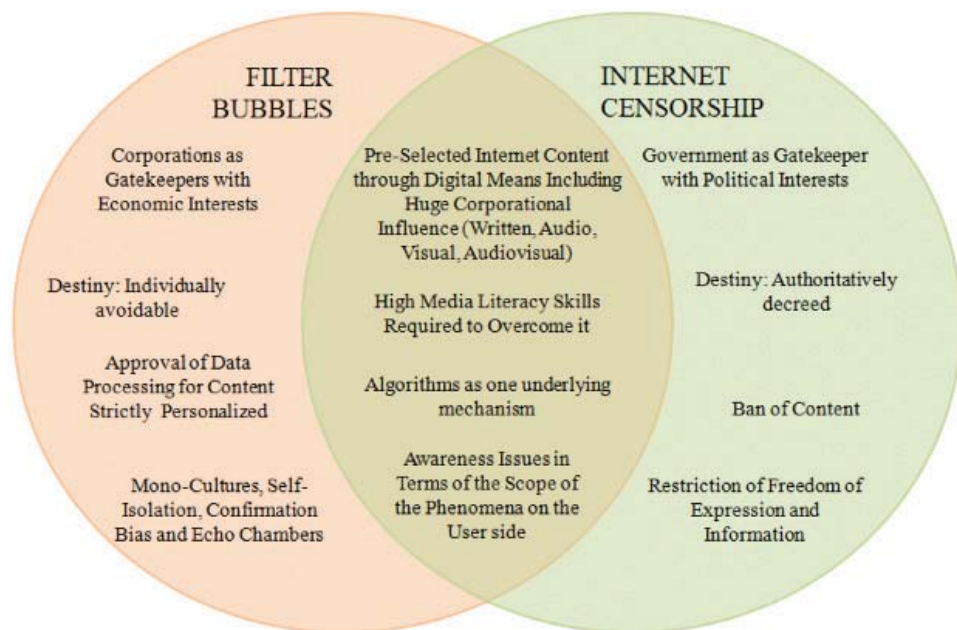 FILTER
BUBBLES
Corporations as
Gatekeepers with
Economic Interests
Destiny: Individually
avoidable
Approval of Data
Processing for Content
Strictly Personalized
Mono-Cultures, Self-
Isolation, Confirmation
Bias and Echo Chambers
Pre-Selected Internet Content
through Digital Means Including
Huge Corporational
Influence (Written, Audio,
Visual, Audiovisual)
High Media Literacy Skills
Required to Overcome it
Algorithms as one underlying
mechanism
Awareness Issues in
Terms of the Scope of
the Phenomena on the
User side
INTERNET
CENSORSHIP
Government as Gatekeeper
with Political Interests
Destiny: Authoritatively
decreed
Ban of Content
Restriction of Freedom of
Expression and
Information